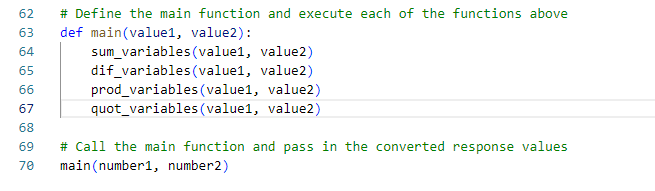 62 # Define the main function and execute each of the functions above
63 def main(value1, value2):
64     sum_variables(value1, value2)
65     dif_variables(value1, value2)
66     prod_variables(value1, value2)
67     quot_variables(value1, value2)
68
69 # Call the main function and pass in the converted response values
70 main(number1, number2)